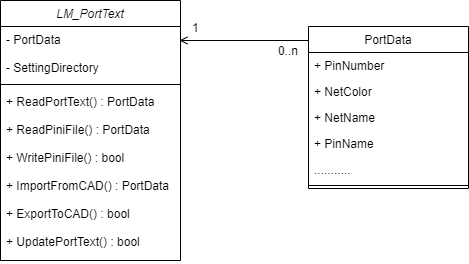 LM_PortText
- PortData
- SettingDirectory
+ ReadPortText() : PortData
+ ReadPiniFile() : PortData
+ WritePiniFile() : bool
+ ImportFromCAD() : PortData
+ ExportToCAD() : bool
+ UpdatePortText() : bool
1
0..n
PortData
+ PinNumber
+ NetColor
+ NetName
+ PinName
...........